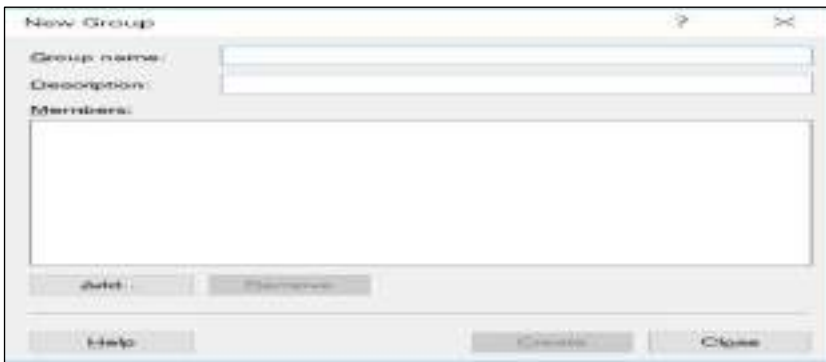 New Group ?
Group name:
Description:
Members:
Add...
Remove
Help
Create
Close